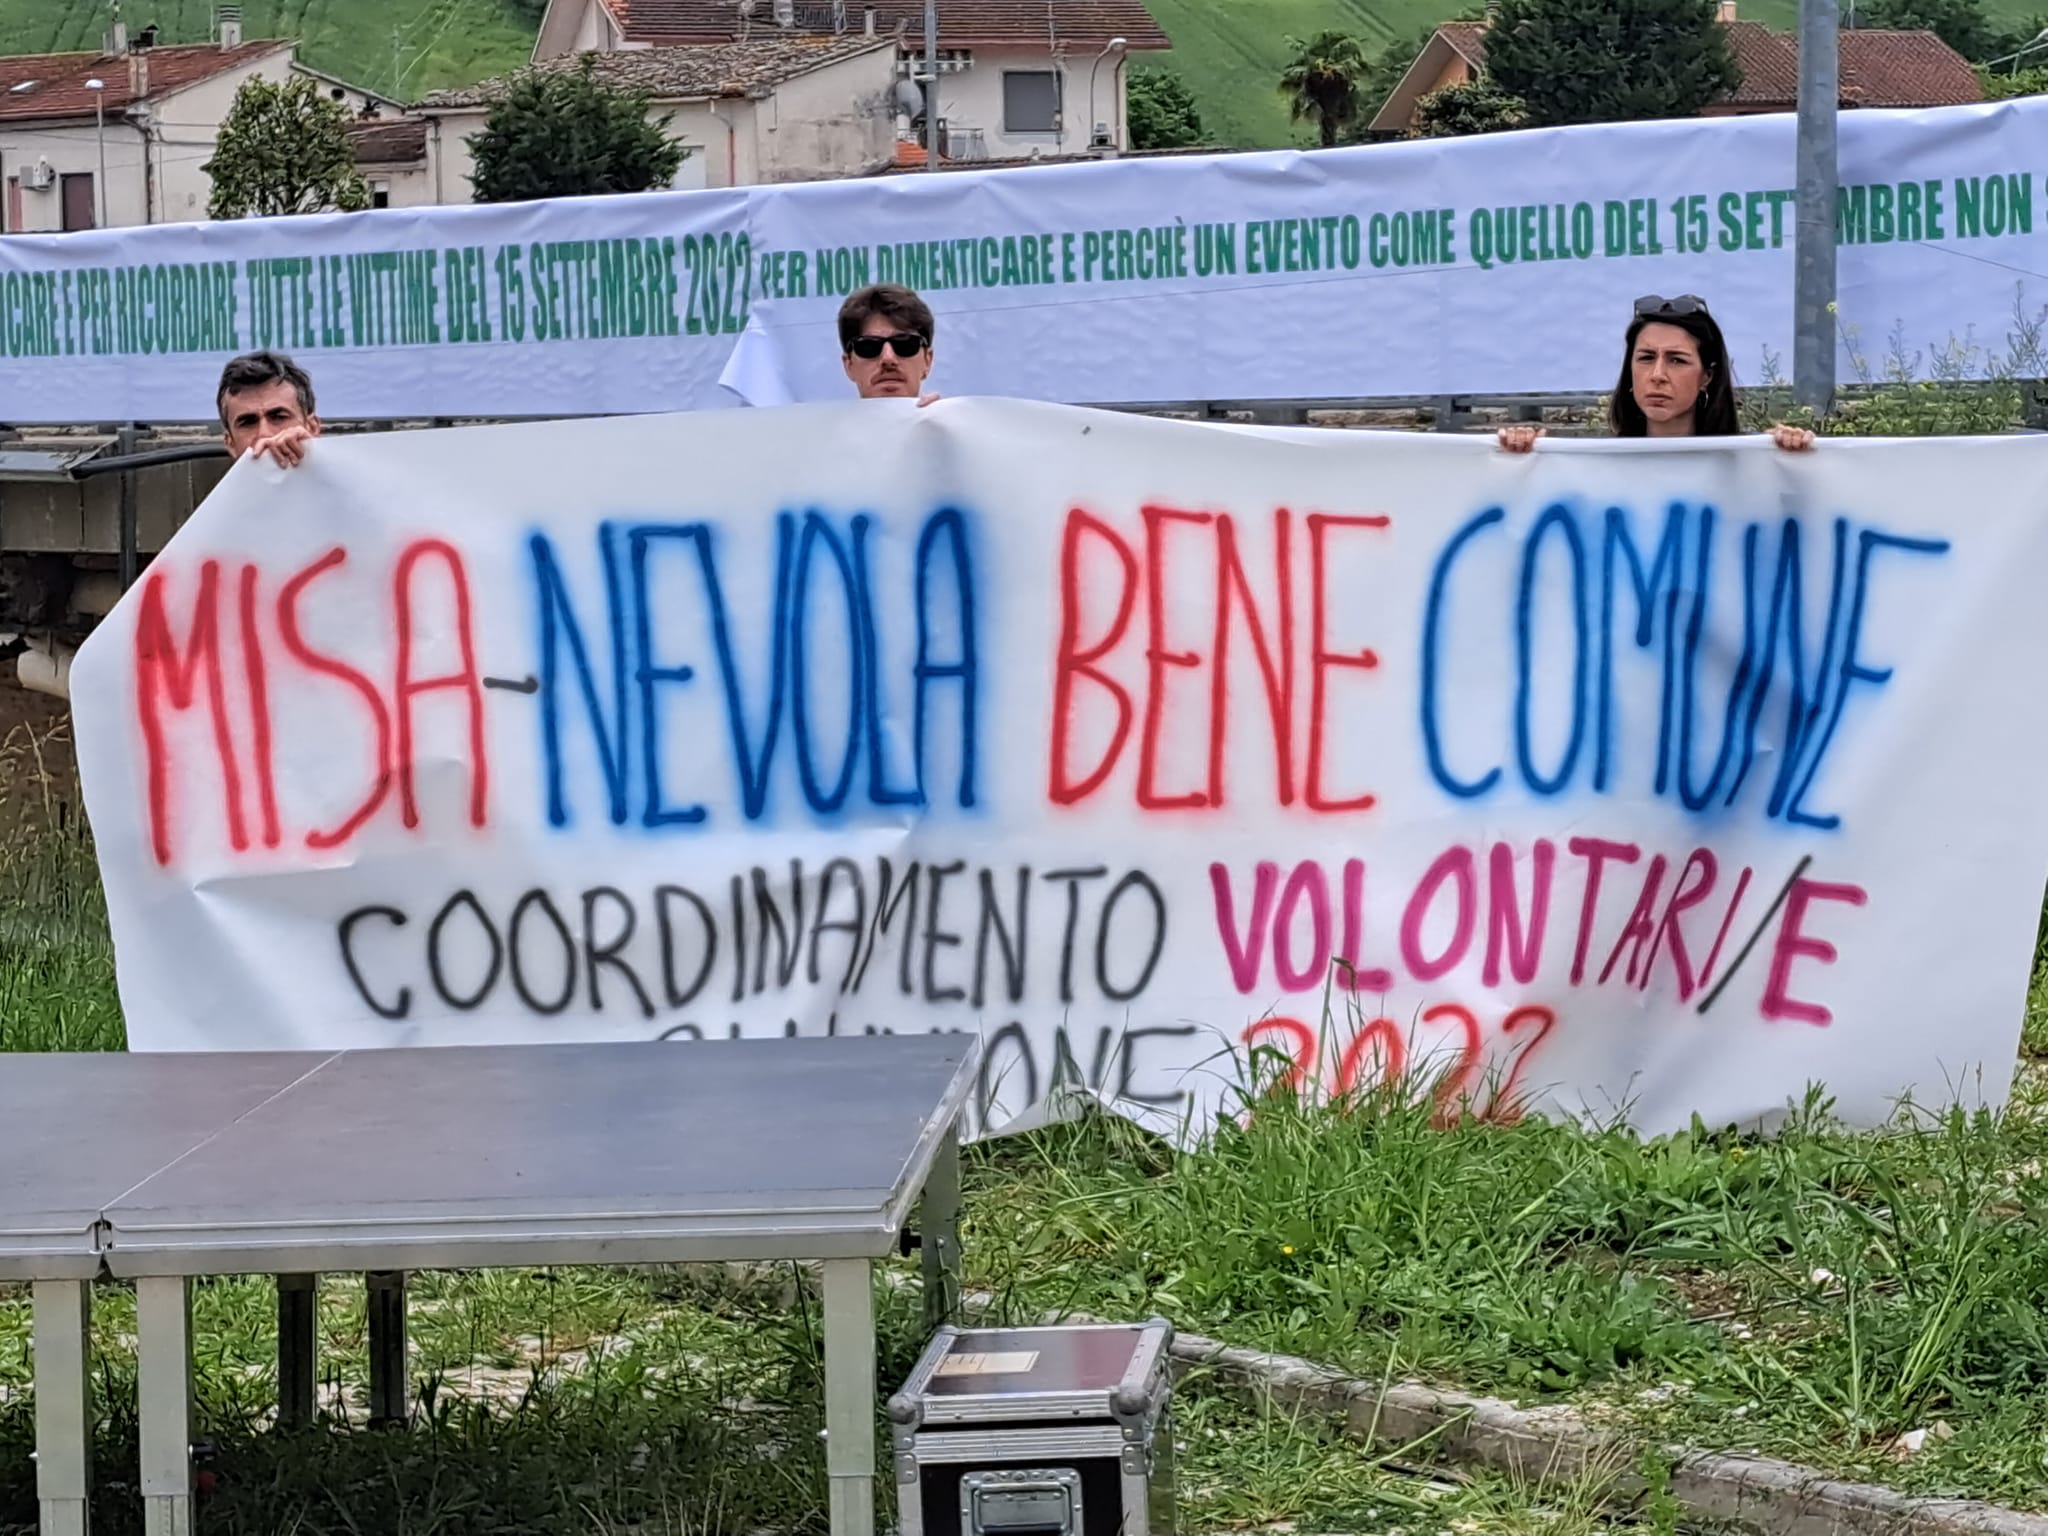 E PER RICORDARE TUTTE LE VITTIME DEL 15 SETTEMBRE 2022
PER NON DIMENTICARE E PERCHÈ UN EVENTO COME QUELLO DEL 15 SETTEMBRE NON
MISA-NEVOLA BENE COMUNE
COORDINAMENTO VOLONTARI/E
2022